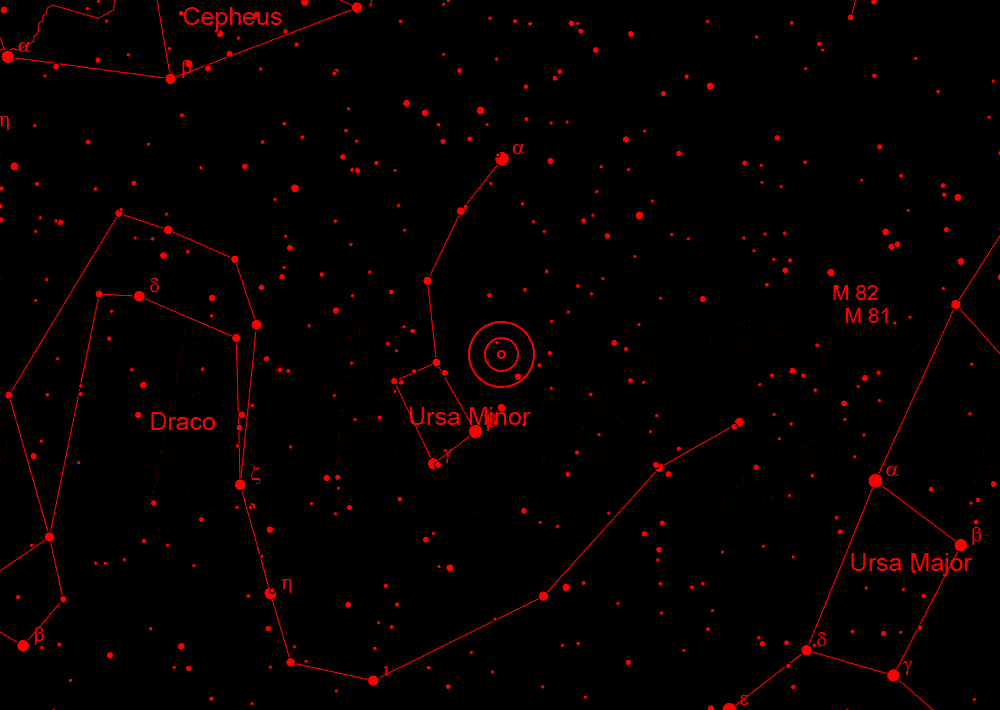 Cepheus
α
β
η
α
M 82
M 81
δ
Draco
Ursa Minor
β
γ
ζ
α
β
Ursa Major
η
β
δ
γ
ι
ε